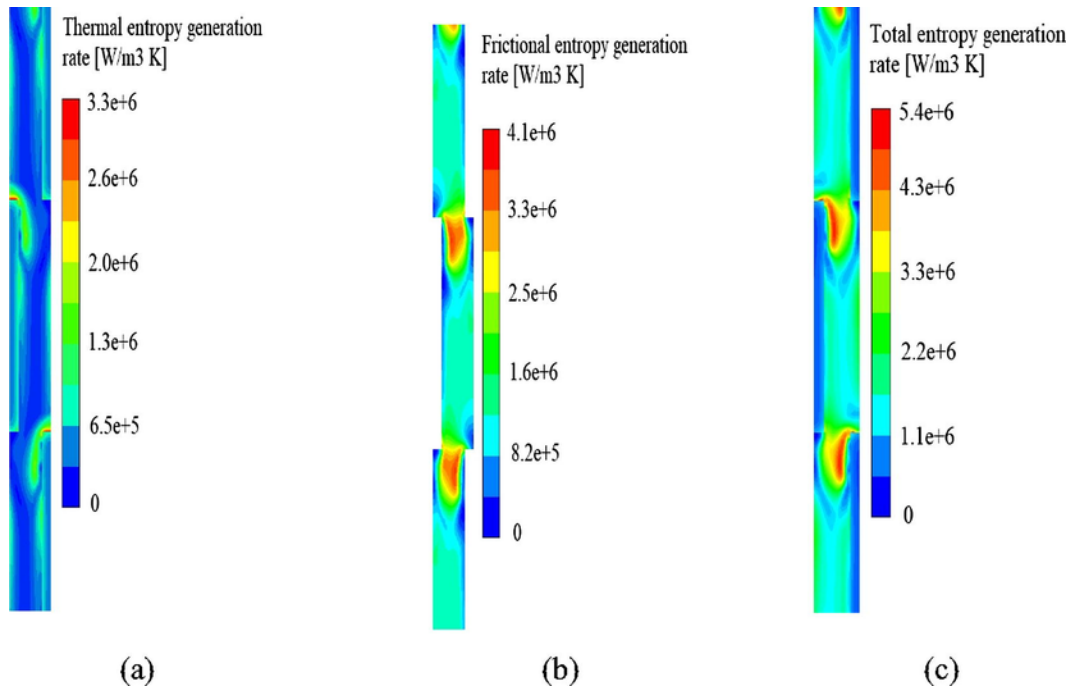 Thermal entropy generation
rate [W/m3 K]
3.3e+6
2.6e+6
2.0e+6
1.3e+6
6.5e+5
0
(a)
Frictional entropy generation
rate [W/m3 K]
4.1e+6
3.3e+6
2.5e+6
1.6e+6
8.2e+5
0
(b)
Total entropy generation
rate [W/m3 K]
5.4e+6
4.3e+6
3.3e+6
2.2e+6
1.1e+6
0
(c)